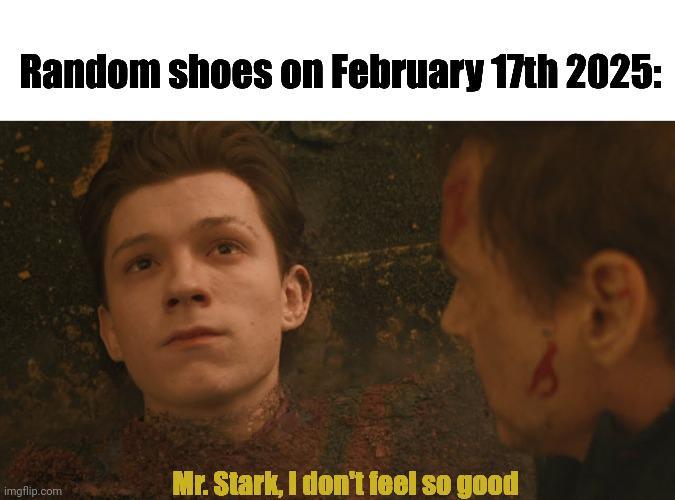 Random shoes on February 17th 2025:
Mr. Stark, I don't feel so good
imgflip.com